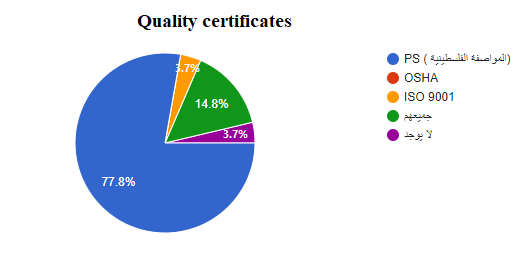 Quality certificates
3.7%
14.8%
3.7%
77.8%
PS ( المواصفة الفلسطينية)
OSHA
ISO 9001
جميعهم
لا يوجد